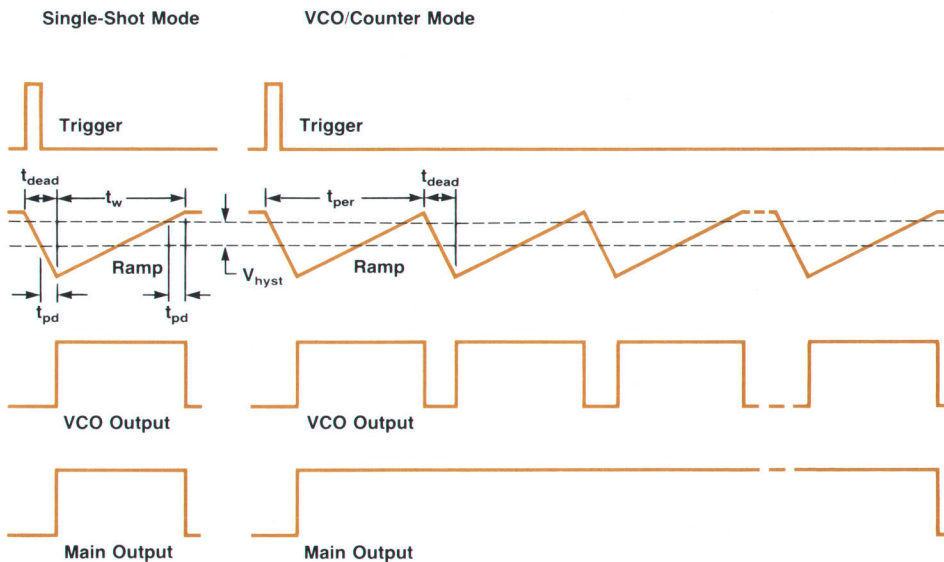 Single-Shot Mode
VCO/Counter Mode
Trigger
Trigger
tdead
tw
tper
tdead
Ramp
Vhyst
Ramp
tpd
tpd
VCO Output
VCO Output
Main Output
Main Output